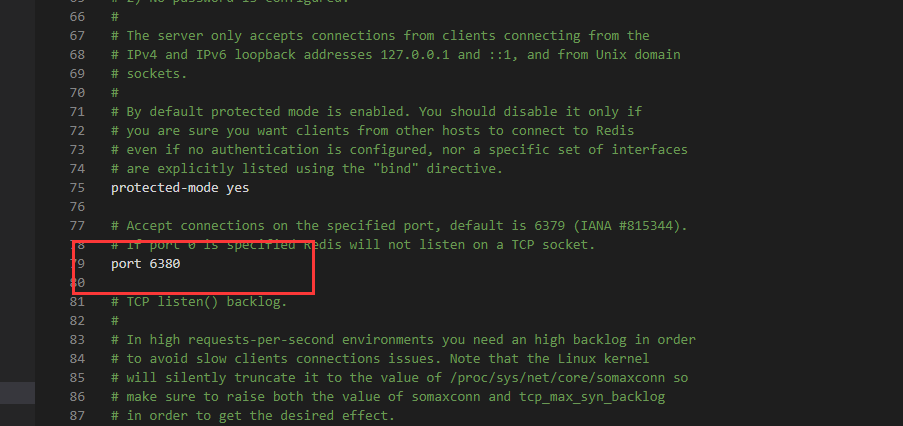 65 # 2) No password is configured.
66 #
67 # The server only accepts connections from clients connecting from the
68 # IPv4 and IPv6 loopback addresses 127.0.0.1 and ::1, and from Unix domain
69 # sockets.
70 #
71 # By default protected mode is enabled. You should disable it only if
72 # you are sure you want clients from other hosts to connect to Redis
73 # even if no authentication is configured, nor a specific set of interfaces
74 # are explicitly listed using the "bind" directive.
75 protected-mode yes
76
77 # Accept connections on the specified port, default is 6379 (IANA #815344).
78 # If port 0 is specified Redis will not listen on a TCP socket.
79 port 6380
80
81 # TCP listen() backlog.
82 #
83 # In high requests-per-second environments you need an high backlog in order
84 # to avoid slow clients connections issues. Note that the Linux kernel
85 # will silently truncate it to the value of /proc/sys/net/core/somaxconn so
86 # make sure to raise both the value of somaxconn and tcp_max_syn_backlog
87 # in order to get the desired effect.